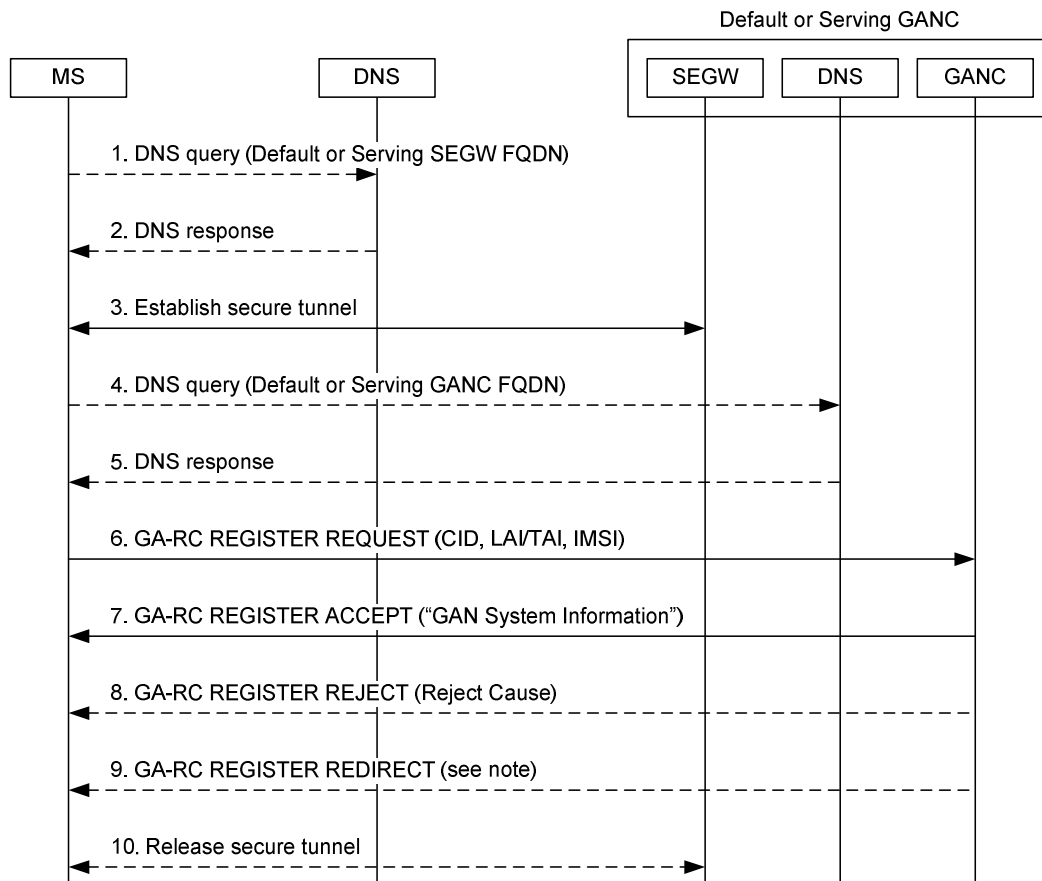 Default or Serving GANC
MS
DNS
SEGW
DNS
GANC
1. DNS query (Default or Serving SEGW FQDN)
2. DNS response
3. Establish secure tunnel
4. DNS query (Default or Serving GANC FQDN)
5. DNS response
6. GA-RC REGISTER REQUEST (CID, LAI/TAI, IMSI)
7. GA-RC REGISTER ACCEPT (“GAN System Information”)
8. GA-RC REGISTER REJECT (Reject Cause)
9. GA-RC REGISTER REDIRECT (see note)
10. Release secure tunnel